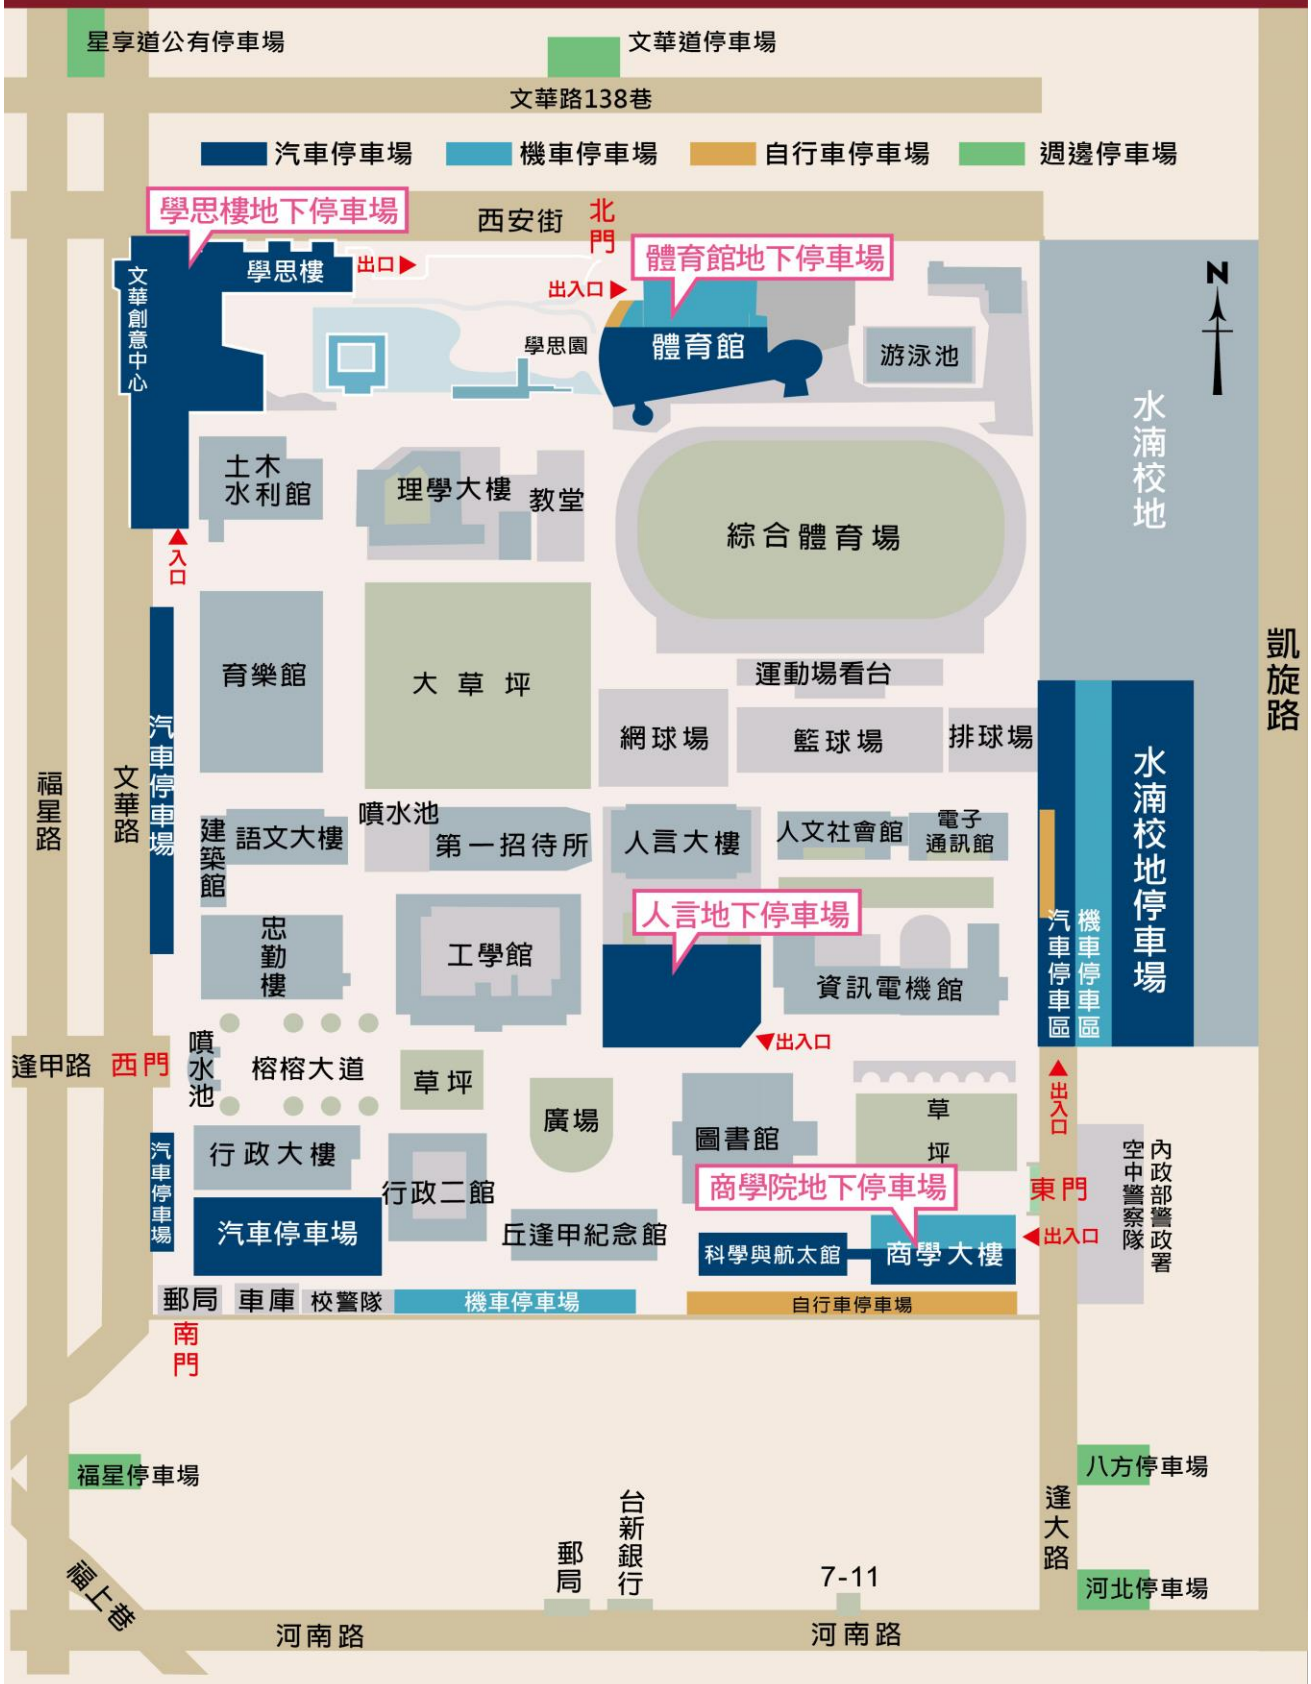 星享道公有停車場
文華道停車場
文華路138巷
汽車停車場
機車停車場
自行車停車場
週邊停車場
學思樓地下停車場
西安街
北門
體育館地下停車場
N
文華創意中心
學思樓
出口
出入口
學思園
體育館
游泳池
水湳校地
土木
水利館
理學大樓
教堂
綜合體育場
入口
凱旋路
育樂館
大草坪
運動場看台
網球場
籃球場
排球場
汽車停車場
福星路
文華路
水湳校地停車場
建築館
語文大樓
噴水池
第一招待所
人言大樓
人文社會館
電子
通訊館
人言地下停車場
汽車停車區
機車停車區
忠勤樓
工學館
資訊電機館
出入口
逢甲路
西門
噴水池
榕榕大道
草坪
廣場
圖書館
草坪
出入口
汽車停車場
行政大樓
行政二館
商學院地下停車場
東門
內政部警政署
空中警察隊
汽車停車場
丘逢甲紀念館
科學與航太館
商學大樓
出入口
郵局
車庫
校警隊
機車停車場
自行車停車場
南門
福星停車場
八方停車場
逢大路
台新銀行
郵局
7-11
河北停車場
福上巷
河南路
河南路